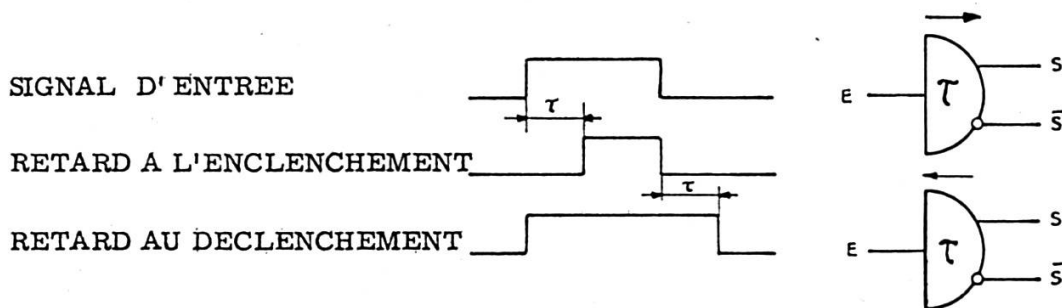 SIGNAL D'ENTREE
τ
RETARD A L'ENCLENCHEMENT
τ
RETARD AU DECLENCHEMENT
E τ S
S̄
E τ S
S̄